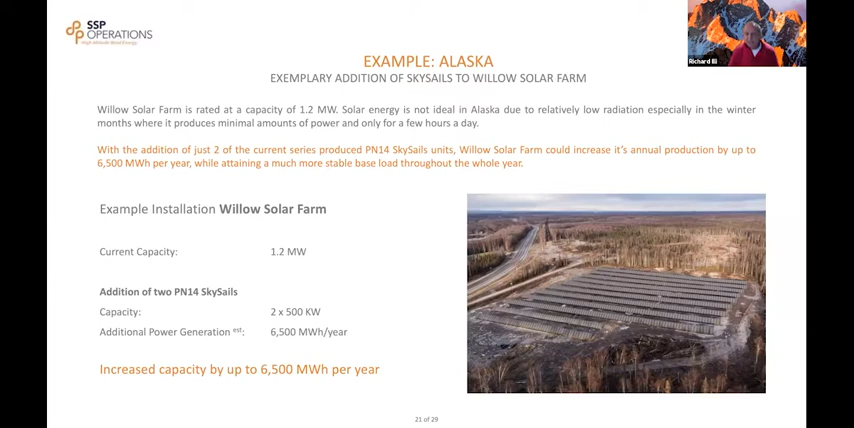 SSP
OPERATIONS
High Altitude Wind Energy
Richard Illi
EXAMPLE: ALASKA
EXEMPLARY ADDITION OF SKYSAILS TO WILLOW SOLAR FARM
Willow Solar Farm is rated at a capacity of 1.2 MW. Solar energy is not ideal in Alaska due to relatively low radiation especially in the winter
months where it produces minimal amounts of power and only for a few hours a day.
With the addition of just 2 of the current series produced PN14 SkySails units, Willow Solar Farm could increase it's annual production by up to
6,500 MWh per year, while attaining a much more stable base load throughout the whole year.
Example Installation Willow Solar Farm
Current Capacity: 1.2 MW
Addition of two PN14 SkySails
Capacity: 2 x 500 KW
Additional Power Generation est: 6,500 MWh/year
Increased capacity by up to 6,500 MWh per year
21 of 29